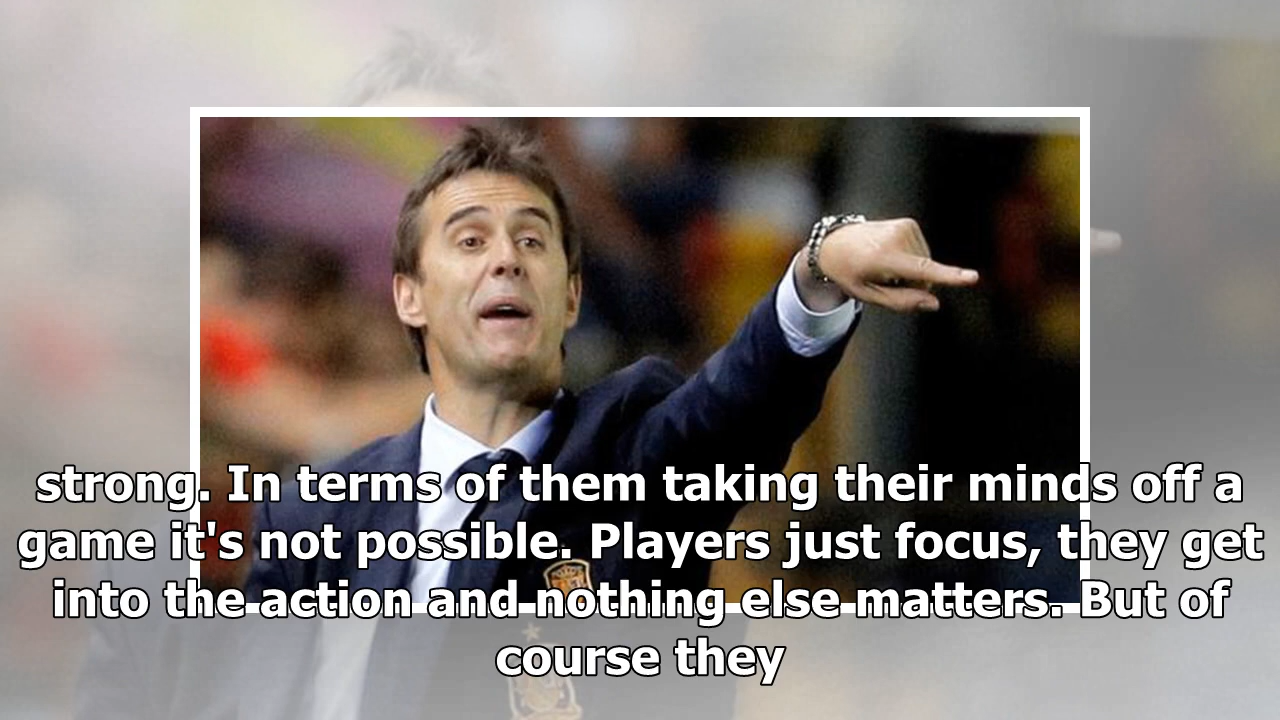 strong. In terms of them taking their minds off a
game it's not possible. Players just focus, they get
into the action and nothing else matters. But of
course they